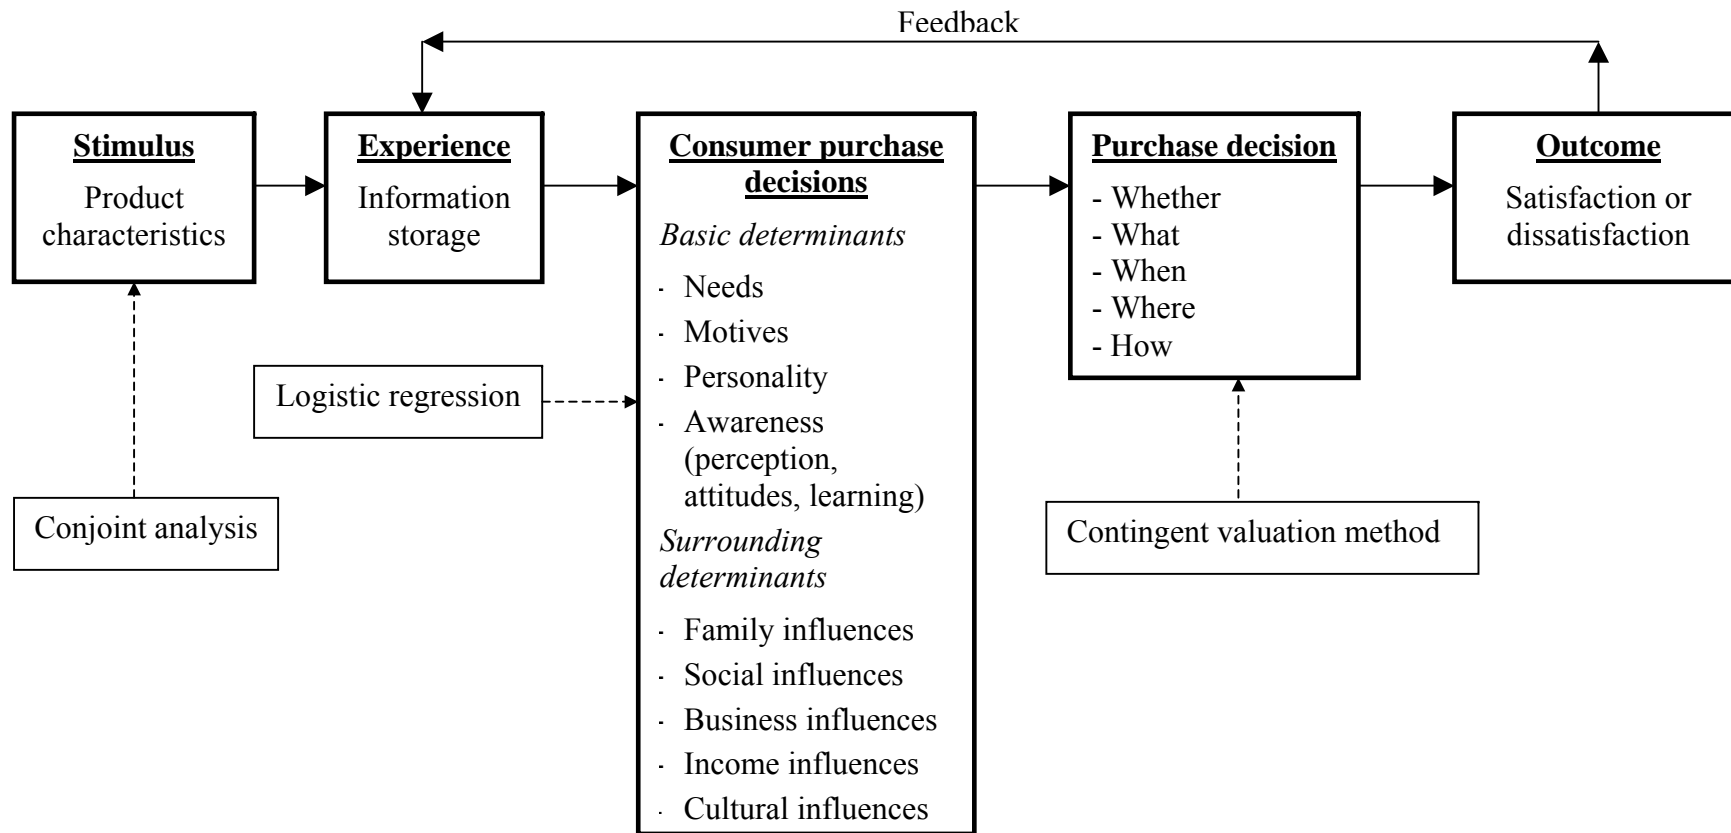 Feedback
Stimulus
Product
characteristics
Experience
Information
storage
Consumer purchase
decisions
Basic determinants
- Needs
- Motives
- Personality
- Awareness
(perception,
attitudes, learning)
Surrounding
determinants
- Family influences
- Social influences
- Business influences
- Income influences
- Cultural influences
Purchase decision
- Whether
- What
- When
- Where
- How
Outcome
Satisfaction or
dissatisfaction
Logistic regression
Conjoint analysis
Contingent valuation method